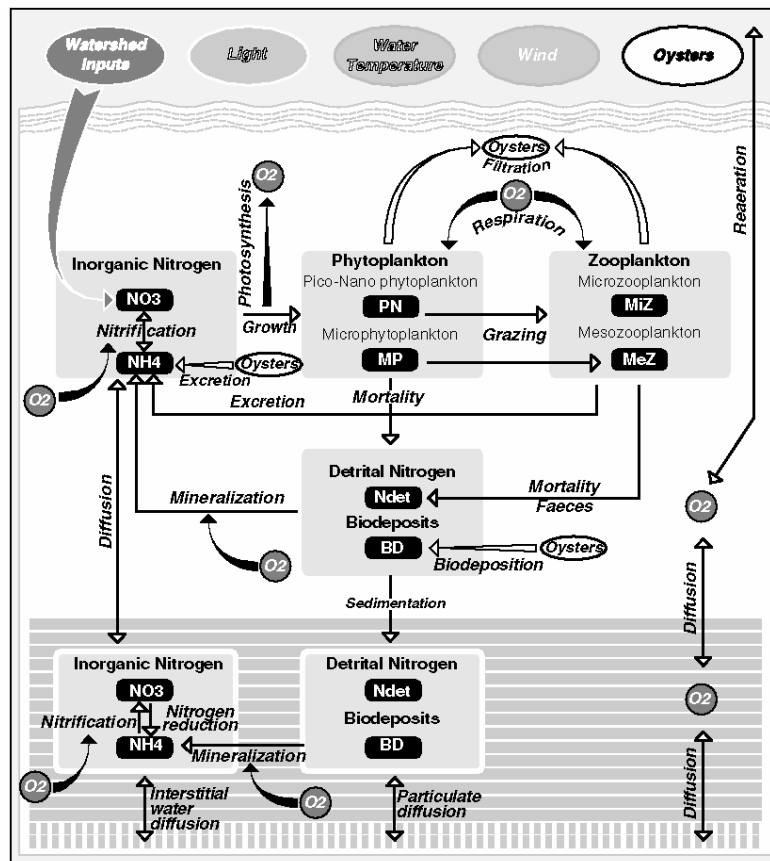 Watershed
Inputs
Light
Water
Temperature
Wind
Oysters
Oysters
Filtration
O2
Photosynthesis
O2
Respiration
Reaeration
Inorganic Nitrogen
Phytoplankton
Zooplankton
Pico-Nano phytoplankton
Microzooplankton
NO3
PN
MiZ
Nitrification
Growth
Microphytoplankton
Grazing
Mesozooplankton
NH4
Oysters
MP
MeZ
Excretion
O2
Excretion
Mortality
Detrital Nitrogen
Mineralization
Ndet
Mortality
Faeces
O2
Diffusion
Biodeposits
O2
BD
Oysters
Biodeposition
Sedimentation
Diffusion
Inorganic Nitrogen
Detrital Nitrogen
NO3
Ndet
O2
Nitrification
Nitrogen
reduction
Biodeposits
NH4
Mineralization
BD
O2
Interstitial
water
diffusion
O2
Particulate
diffusion
Diffusion